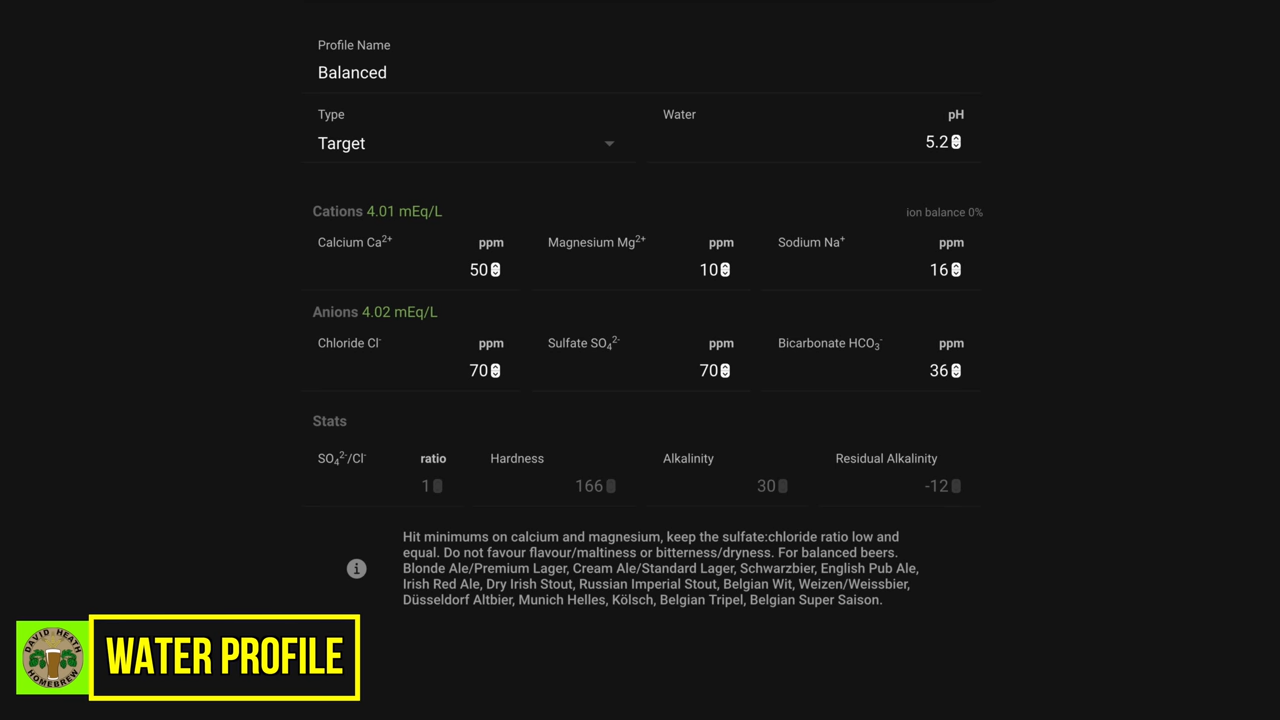 Profile Name
Balanced
Type Water pH
Target 5.2
Cations 4.01 mEq/L ion balance 0%
Calcium Ca2+ ppm Magnesium Mg2+ ppm Sodium Na+ ppm
50 10 16
Anions 4.02 mEq/L
Chloride Cl- ppm Sulfate SO42- ppm Bicarbonate HCO3- ppm
70 70 36
Stats
SO42-/Cl- ratio Hardness Alkalinity Residual Alkalinity
1 166 30 -12
Hit minimums on calcium and magnesium, keep the sulfate:chloride ratio low and
equal. Do not favour flavour/maltiness or bitterness/dryness. For balanced beers.
Blonde Ale/Premium Lager, Cream Ale/Standard Lager, Schwarzbier, English Pub Ale,
Irish Red Ale, Dry Irish Stout, Russian Imperial Stout, Belgian Wit, Weizen/Weissbier,
Düsseldorf Altbier, Munich Helles, Kölsch, Belgian Tripel, Belgian Super Saison.
DAVID HEATH
HOMEBREW
WATER PROFILE